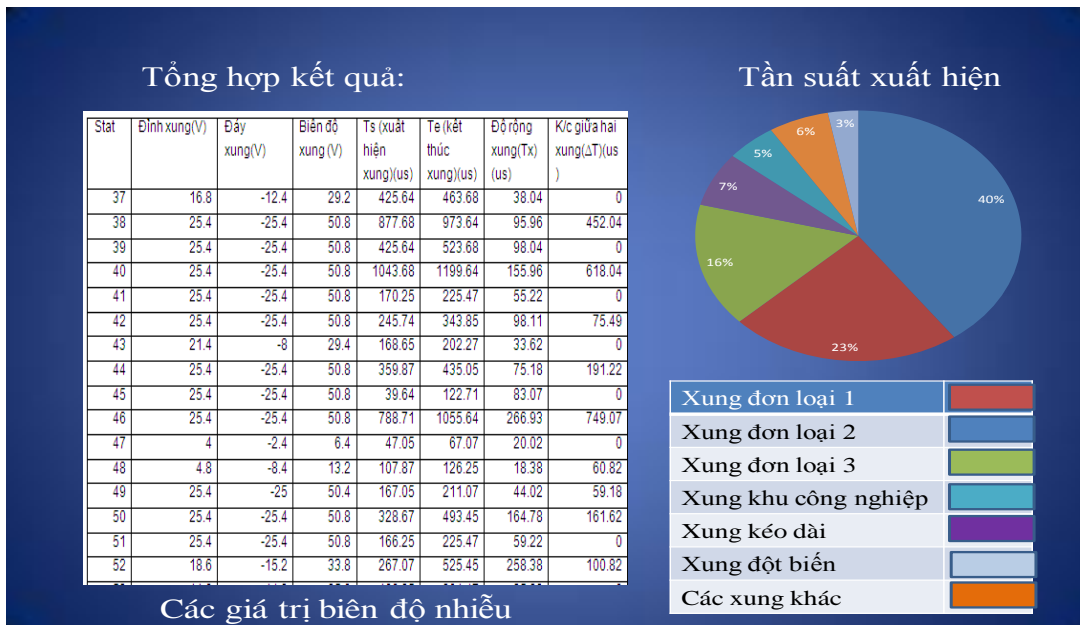 Tổng hợp kết quả:
Stat Đỉnh xung(V) Đáy xung(V) Biên độ xung (V) Ts (xuất hiện xung)(us) Te (kết thúc xung)(us) Độ rộng xung(Tx) (us) K/c giữa hai xung(ΔT)(us )
37 16.8 -12.4 29.2 425.64 463.68 38.04 0
38 25.4 -25.4 50.8 877.68 973.64 95.96 452.04
39 25.4 -25.4 50.8 425.64 523.68 98.04 0
40 25.4 -25.4 50.8 1043.68 1199.64 155.96 618.04
41 25.4 -25.4 50.8 170.25 225.47 55.22 0
42 25.4 -25.4 50.8 245.74 343.85 98.11 75.49
43 21.4 -8 29.4 168.65 202.27 33.62 0
44 25.4 -25.4 50.8 359.87 435.05 75.18 191.22
45 25.4 -25.4 50.8 39.64 122.71 83.07 0
46 25.4 -25.4 50.8 788.71 1055.64 266.93 749.07
47 4 -2.4 6.4 47.05 67.07 20.02 0
48 4.8 -8.4 13.2 107.87 126.25 18.38 60.82
49 25.4 -25 50.4 167.05 211.07 44.02 59.18
50 25.4 -25.4 50.8 328.67 493.45 164.78 161.62
51 25.4 -25.4 50.8 166.25 225.47 59.22 0
52 18.6 -15.2 33.8 267.07 525.45 258.38 100.82
Các giá trị biên độ nhiễu
Tần suất xuất hiện
3%
6%
5%
7%
40%
16%
23%
Xung đơn loại 1
Xung đơn loại 2
Xung đơn loại 3
Xung khu công nghiệp
Xung kéo dài
Xung đột biến
Các xung khác